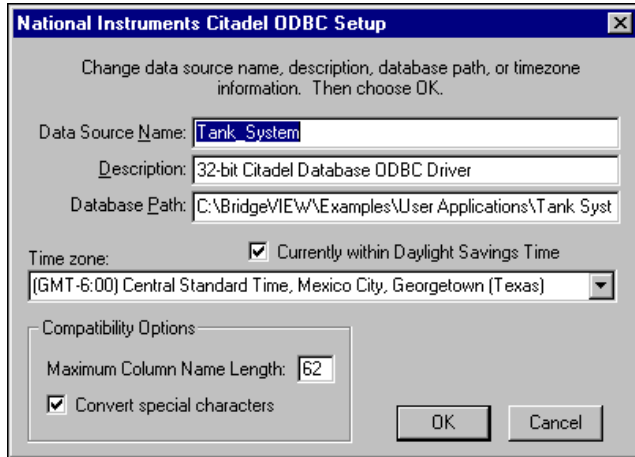 National Instruments Citadel ODBC Setup
Change data source name, description, database path, or timezone
information. Then choose OK.
Data Source Name: Tank_System
Description: 32-bit Citadel Database ODBC Driver
Database Path: C:\BridgeVIEW\Examples\User Applications\Tank Syst
Time zone: Currently within Daylight Savings Time
(GMT-6:00) Central Standard Time, Mexico City, Georgetown (Texas)
Compatibility Options
Maximum Column Name Length: 62
Convert special characters
OK Cancel